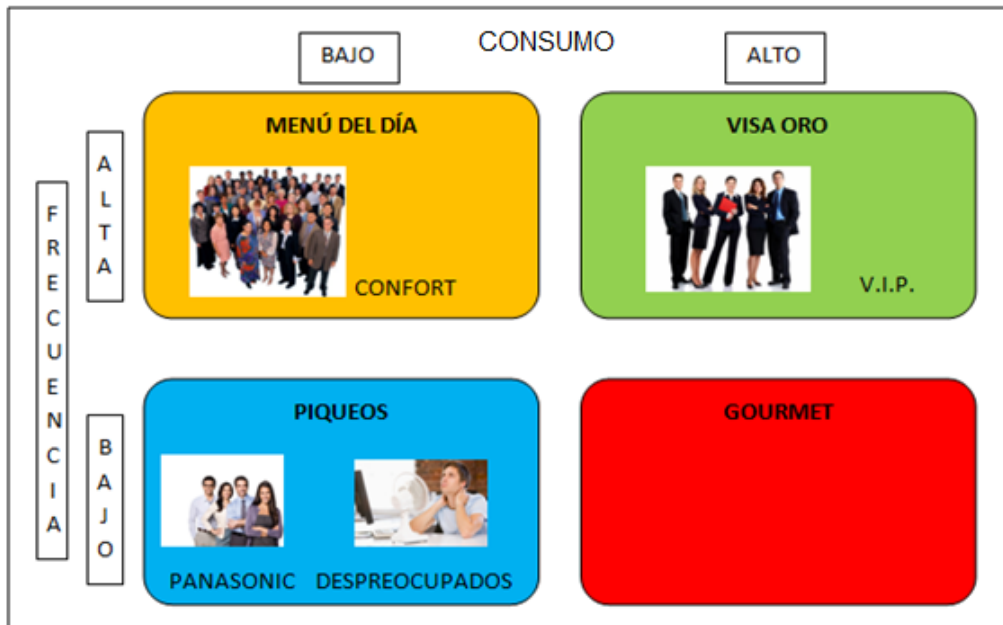 CONSUMO
BAJO
ALTO
FRECUENCIA
ALTA
MENÚ DEL DÍA
CONFORT
VISA ORO
V.I.P.
BAJO
PIQUEOS
PANASONIC
DESPREOCUPADOS
GOURMET